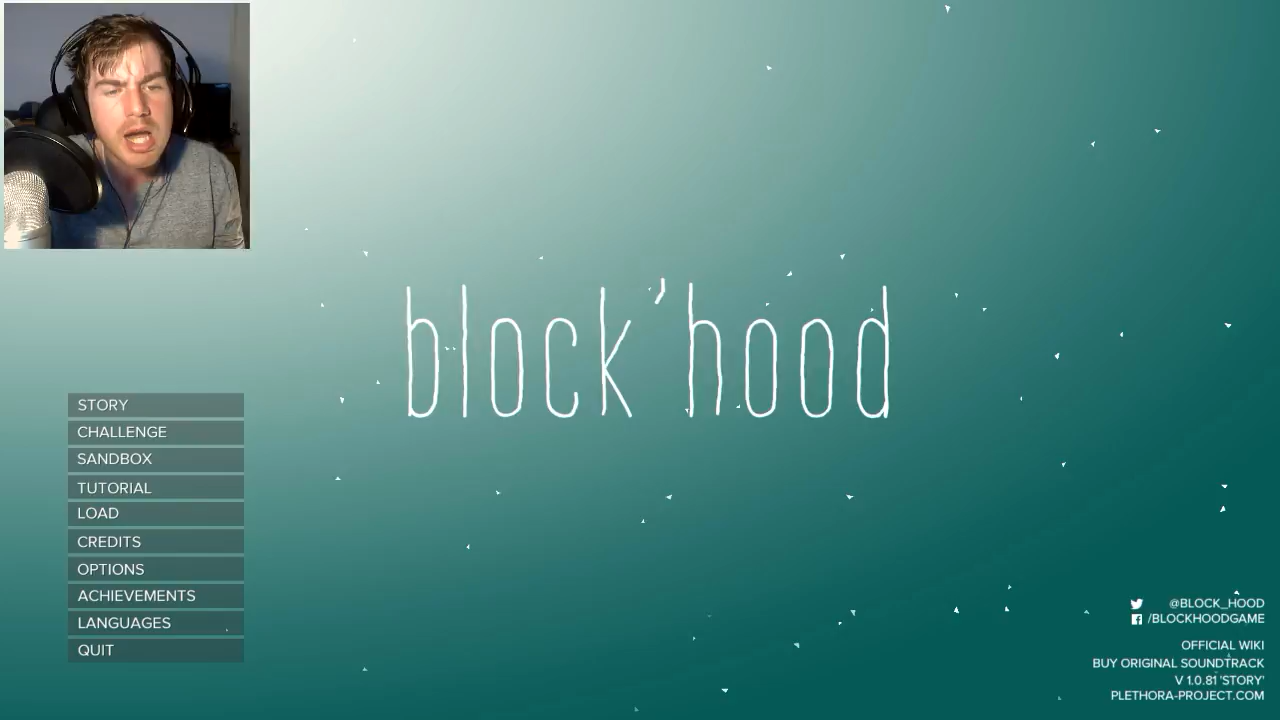 block'hood
STORY
CHALLENGE
SANDBOX
TUTORIAL
LOAD
CREDITS
OPTIONS
ACHIEVEMENTS
LANGUAGES
QUIT
@BLOCK_HOOD
/BLOCKHOODGAME
OFFICIAL WIKI
BUY ORIGINAL SOUNDTRACK
V 1.0.81 'STORY'
PLETHORA-PROJECT.COM